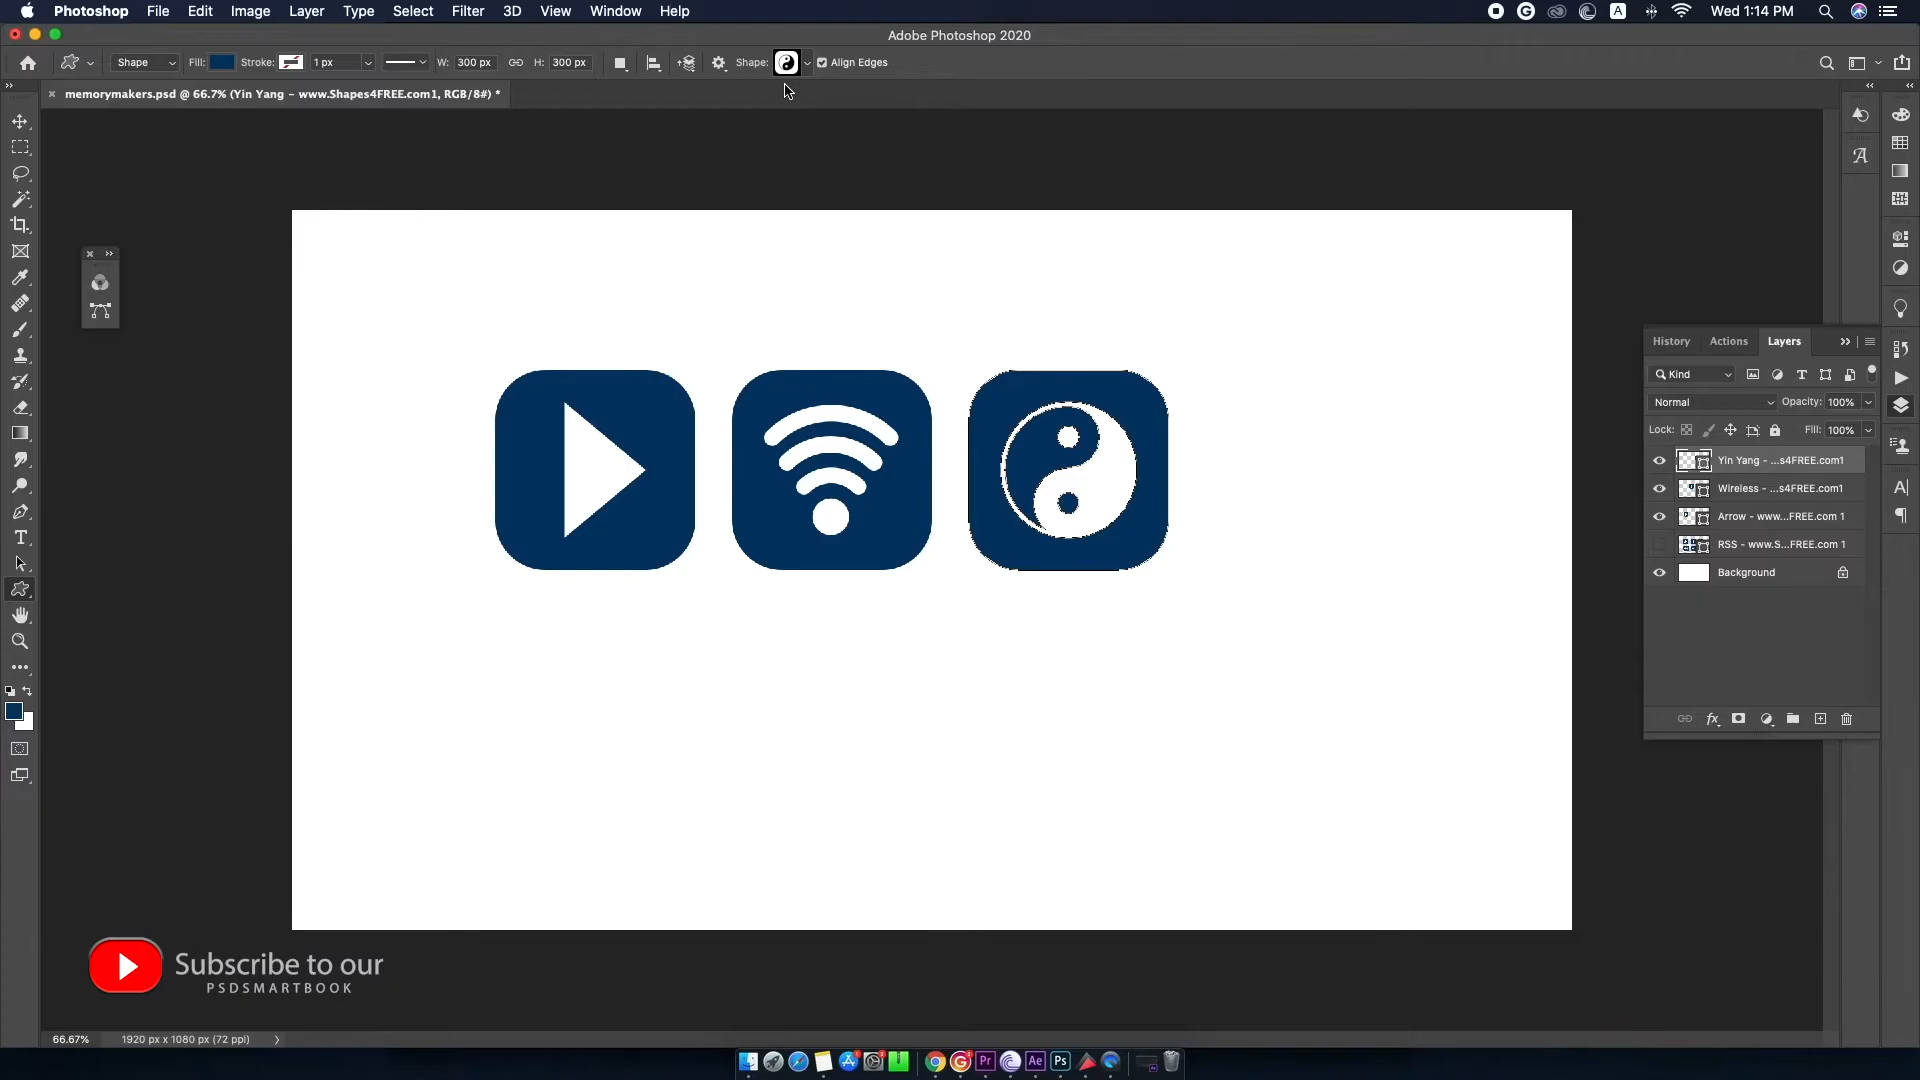 Photoshop File Edit Image Layer Type Select Filter 3D View Window Help
A Wed 1:14 PM
Adobe Photoshop 2020
Shape Fill: Stroke: 1 px W: 300 px H: 300 px Shape: Align Edges
memorymakers.psd @ 66.7% (Yin Yang - www.Shapes4FREE.com1, RGB/8#) *
History Actions Layers
Kind
Normal Opacity: 100%
Lock: Fill: 100%
Yin Yang - ...s4FREE.com1
Wireless - ...s4FREE.com1
Arrow - www...FREE.com 1
RSS - www.S...FREE.com 1
Background
fx
Subscribe to our
PSDSMARTBOOK
66.67% 1920 px x 1080 px (72 ppi)
Pr Ae Ps